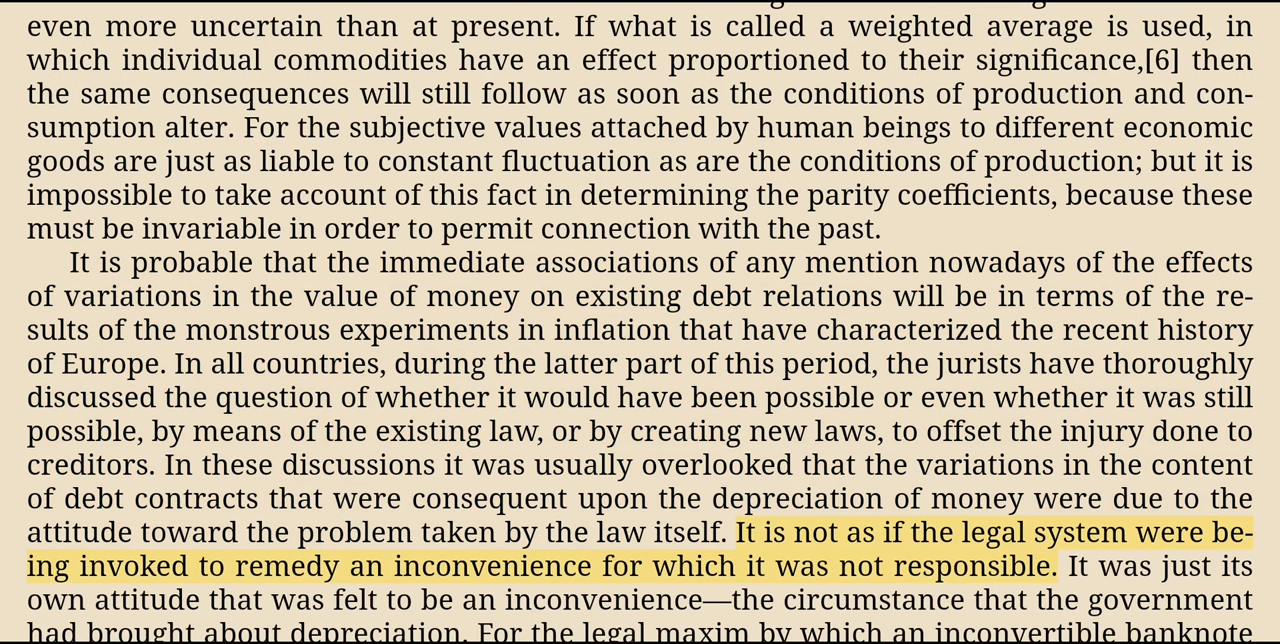 even more uncertain than at present. If what is called a weighted average is used, in
which individual commodities have an effect proportioned to their significance,[6] then
the same consequences will still follow as soon as the conditions of production and con-
sumption alter. For the subjective values attached by human beings to different economic
goods are just as liable to constant fluctuation as are the conditions of production; but it is
impossible to take account of this fact in determining the parity coefficients, because these
must be invariable in order to permit connection with the past.
It is probable that the immediate associations of any mention nowadays of the effects
of variations in the value of money on existing debt relations will be in terms of the re-
sults of the monstrous experiments in inflation that have characterized the recent history
of Europe. In all countries, during the latter part of this period, the jurists have thoroughly
discussed the question of whether it would have been possible or even whether it was still
possible, by means of the existing law, or by creating new laws, to offset the injury done to
creditors. In these discussions it was usually overlooked that the variations in the content
of debt contracts that were consequent upon the depreciation of money were due to the
attitude toward the problem taken by the law itself. It is not as if the legal system were be-
ing invoked to remedy an inconvenience for which it was not responsible. It was just its
own attitude that was felt to be an inconvenience—the circumstance that the government
had brought about depreciation. For the legal maxim by which an inconvertible banknote